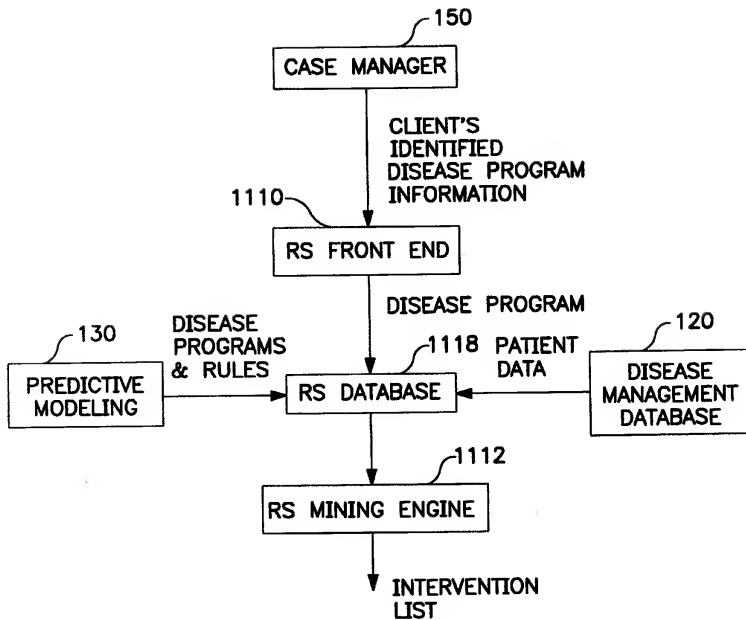 150
CASE MANAGER
CLIENT'S
IDENTIFIED
DISEASE PROGRAM
INFORMATION
1110
RS FRONT END
DISEASE PROGRAM
130
PREDICTIVE
MODELING
DISEASE
PROGRAMS
& RULES
1118
RS DATABASE
PATIENT
DATA
120
DISEASE
MANAGEMENT
DATABASE
1112
RS MINING ENGINE
INTERVENTION
LIST